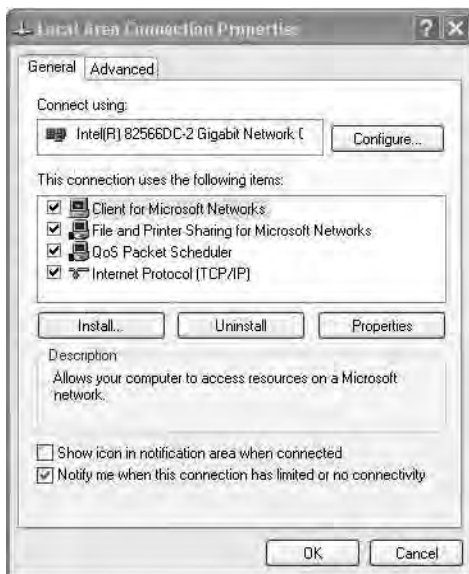 Local Area Connection Properties
General Advanced
Connect using:
Intel(R) 82566DC-2 Gigabit Network C
Configure...
This connection uses the following items:
Client for Microsoft Networks
File and Printer Sharing for Microsoft Networks
QoS Packet Scheduler
Internet Protocol (TCP/IP)
Install... Uninstall Properties
Description
Allows your computer to access resources on a Microsoft
network.
Show icon in notification area when connected
Notify me when this connection has limited or no connectivity
OK Cancel